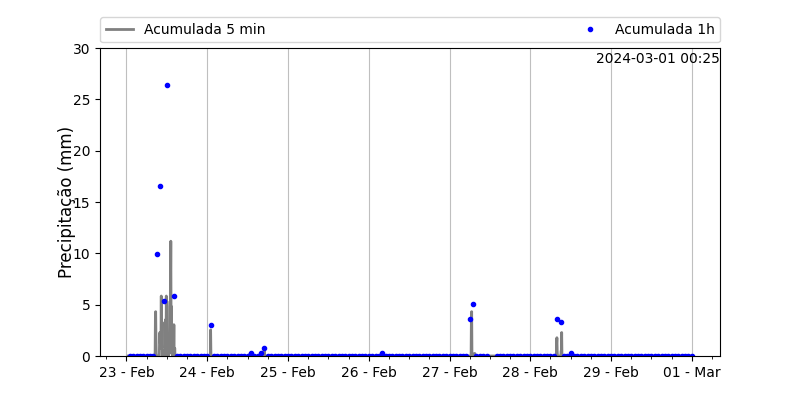 Acumulada 5 min
Acumulada 1h
2024-03-01 00:25
Precipitação (mm)
30
25
20
15
10
5
0
23 - Feb
24 - Feb
25 - Feb
26 - Feb
27 - Feb
28 - Feb
29 - Feb
01 - Mar